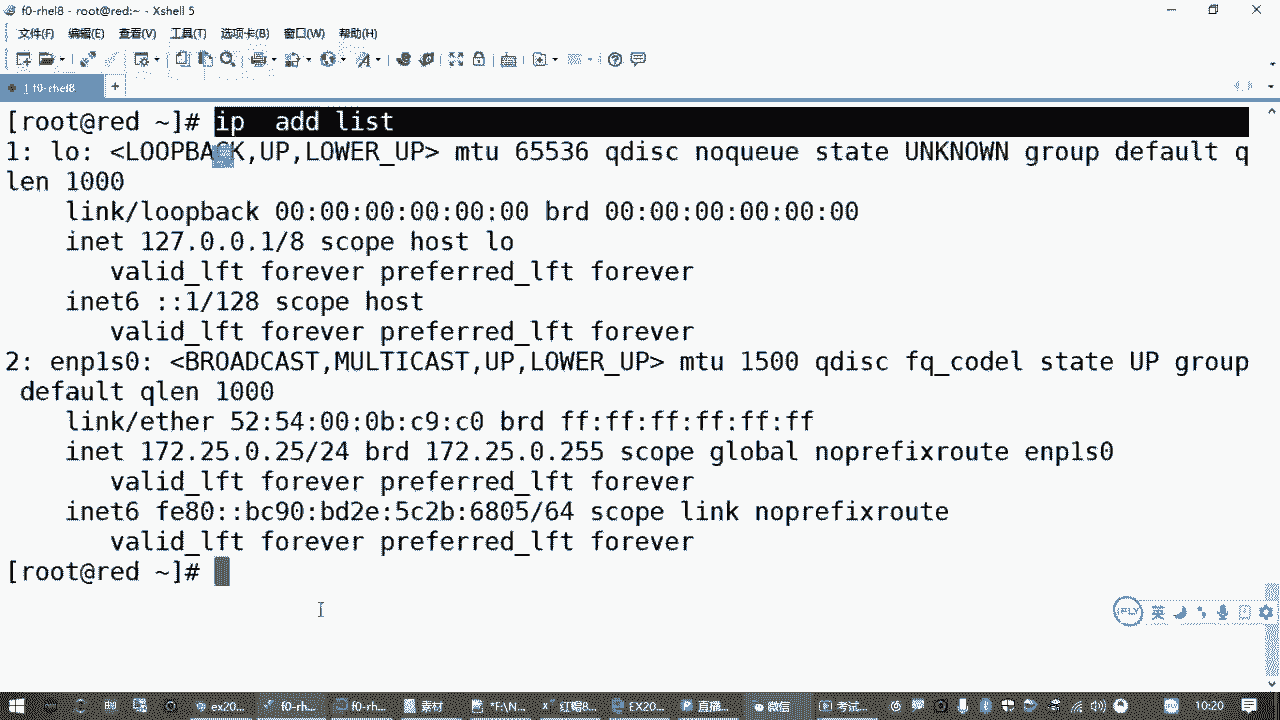 f0-rhel8 - root@red:~ - Xshell 5
文件(F) 编辑(E) 查看(V) 工具(T) 选项卡(B) 窗口(W) 帮助(H)
1 f0-rhel8
[root@red ~]# ip  add list
1: lo: <LOOPBACK,UP,LOWER_UP> mtu 65536 qdisc noqueue state UNKNOWN group default q
len 1000
    link/loopback 00:00:00:00:00:00 brd 00:00:00:00:00:00
    inet 127.0.0.1/8 scope host lo
       valid_lft forever preferred_lft forever
    inet6 ::1/128 scope host
       valid_lft forever preferred_lft forever
2: enp1s0: <BROADCAST,MULTICAST,UP,LOWER_UP> mtu 1500 qdisc fq_codel state UP group
 default qlen 1000
    link/ether 52:54:00:0b:c9:c0 brd ff:ff:ff:ff:ff:ff
    inet 172.25.0.25/24 brd 172.25.0.255 scope global noprefixroute enp1s0
       valid_lft forever preferred_lft forever
    inet6 fe80::bc90:bd2e:5c2b:6805/64 scope link noprefixroute
       valid_lft forever preferred_lft forever
[root@red ~]#
iFLY 英
ex20... f0-rh... f0-rh... 素材 *F:\N... 红帽8... EX20... 直播... 微信 考试... 10:20